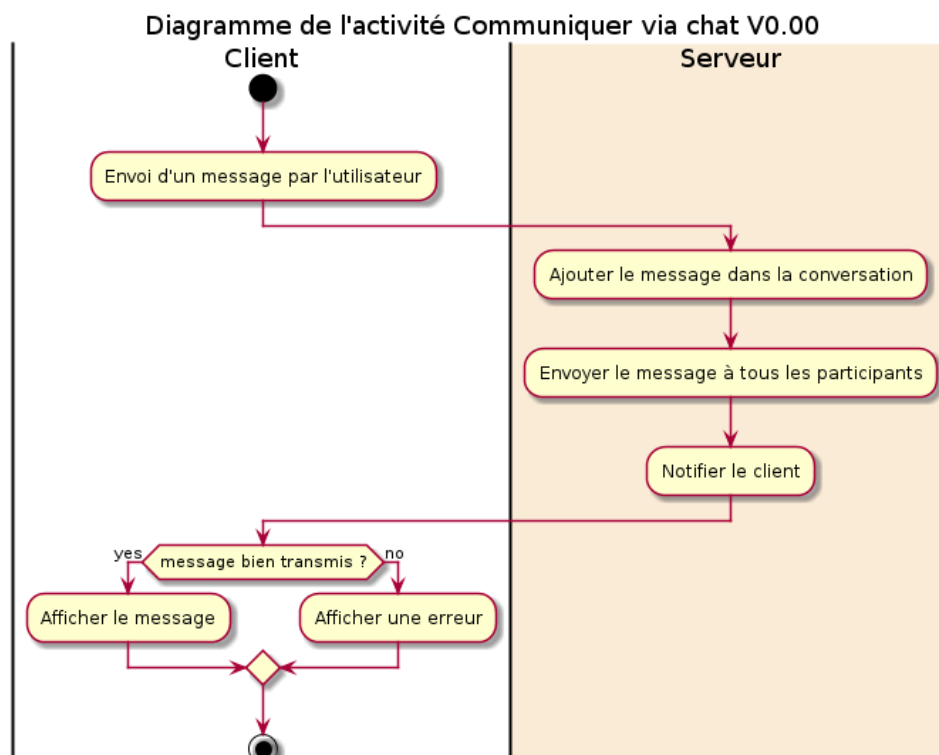 Diagramme de l'activité Communiquer via chat V0.00
Client
Serveur
Envoi d'un message par l'utilisateur
Ajouter le message dans la conversation
Envoyer le message à tous les participants
Notifier le client
yes
message bien transmis ?
no
Afficher le message
Afficher une erreur